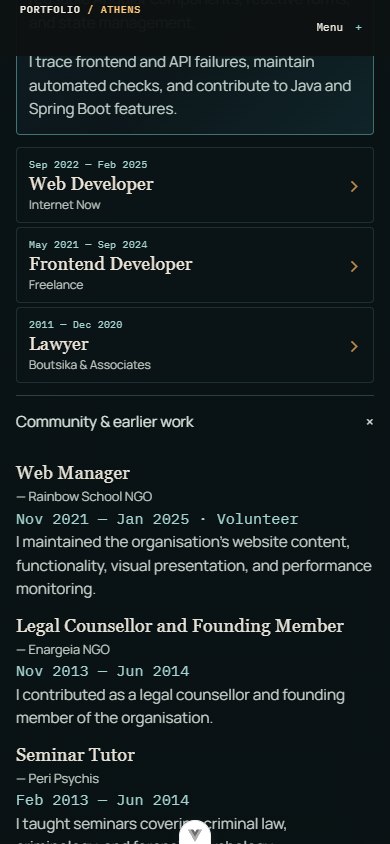 PORTFOLIO / ATHENS
Menu +
and state management.
I trace frontend and API failures, maintain
automated checks, and contribute to Java and
Spring Boot features.
Sep 2022 — Feb 2025
Web Developer
Internet Now
May 2021 — Sep 2024
Frontend Developer
Freelance
2011 — Dec 2020
Lawyer
Boutsika & Associates
Community & earlier work ×
Web Manager
— Rainbow School NGO
Nov 2021 — Jan 2025 · Volunteer
I maintained the organisation's website content,
functionality, visual presentation, and performance
monitoring.
Legal Counsellor and Founding Member
— Enargeia NGO
Nov 2013 — Jun 2014
I contributed as a legal counsellor and founding
member of the organisation.
Seminar Tutor
— Peri Psychis
Feb 2013 — Jun 2014
I taught seminars covering criminal law,